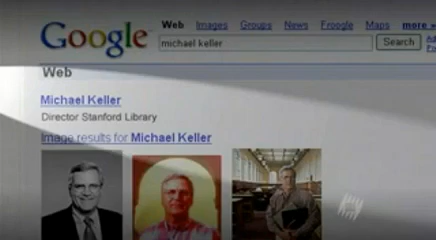 Google
Web Images Groups News Froogle Maps more »
michael keller
Search
Web
Michael Keller
Director Stanford Library
Image results for Michael Keller